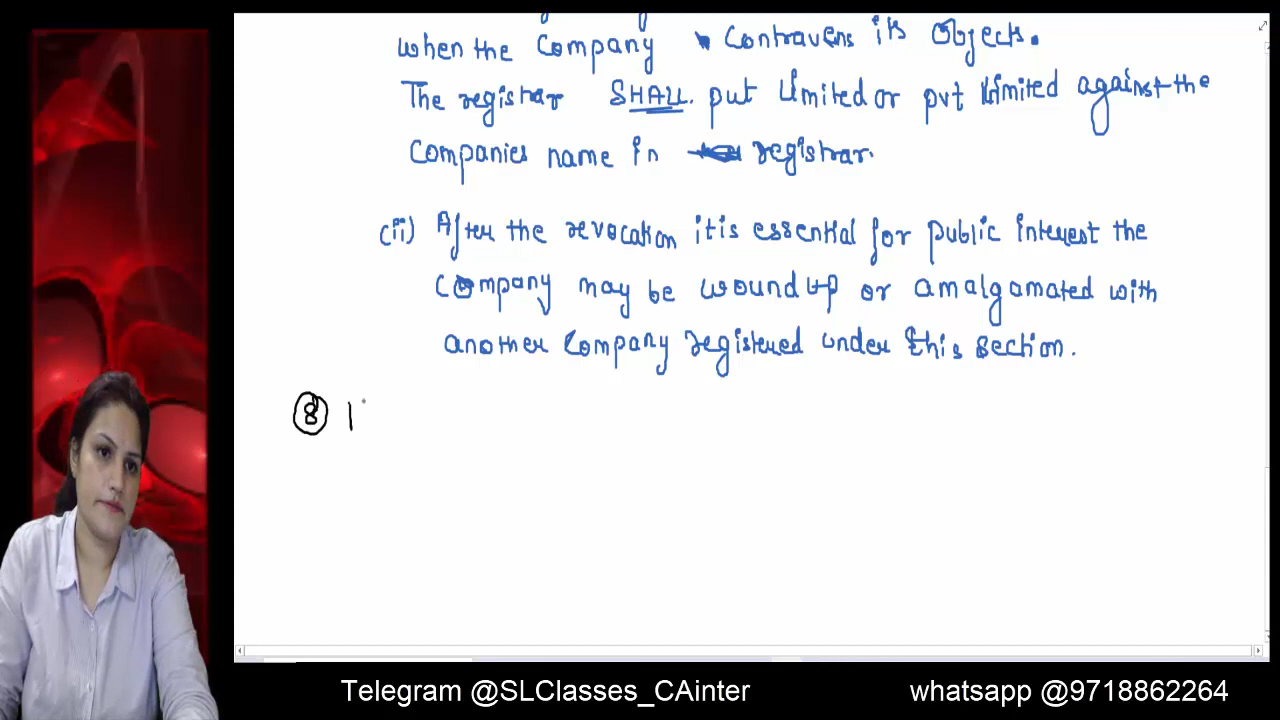 when the company contravens its objects.
The registrar SHALL put limited or pvt limited against the
companies name in registrar.
(ii) After the revocation it is essential for public interest the
company may be woundup or amalgamated with
another company registered under this section.
8
Telegram @SLClasses_CAinter whatsapp @9718862264